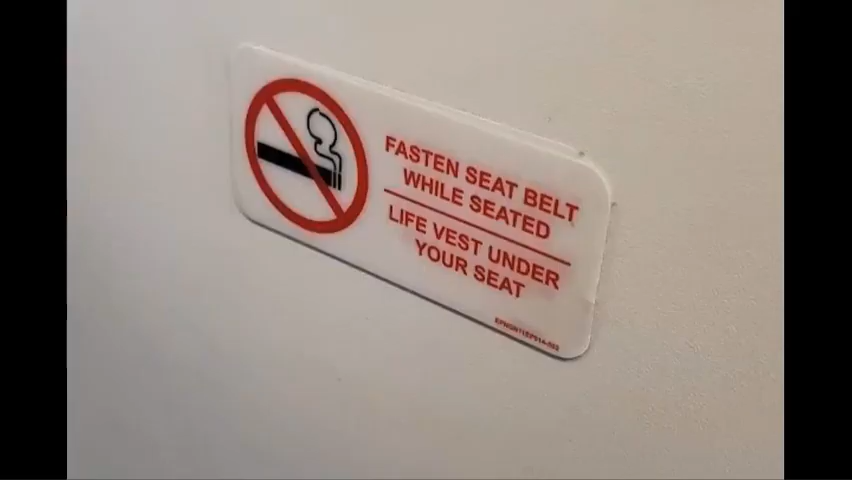 FASTEN SEAT BELT
WHILE SEATED
LIFE VEST UNDER
YOUR SEAT